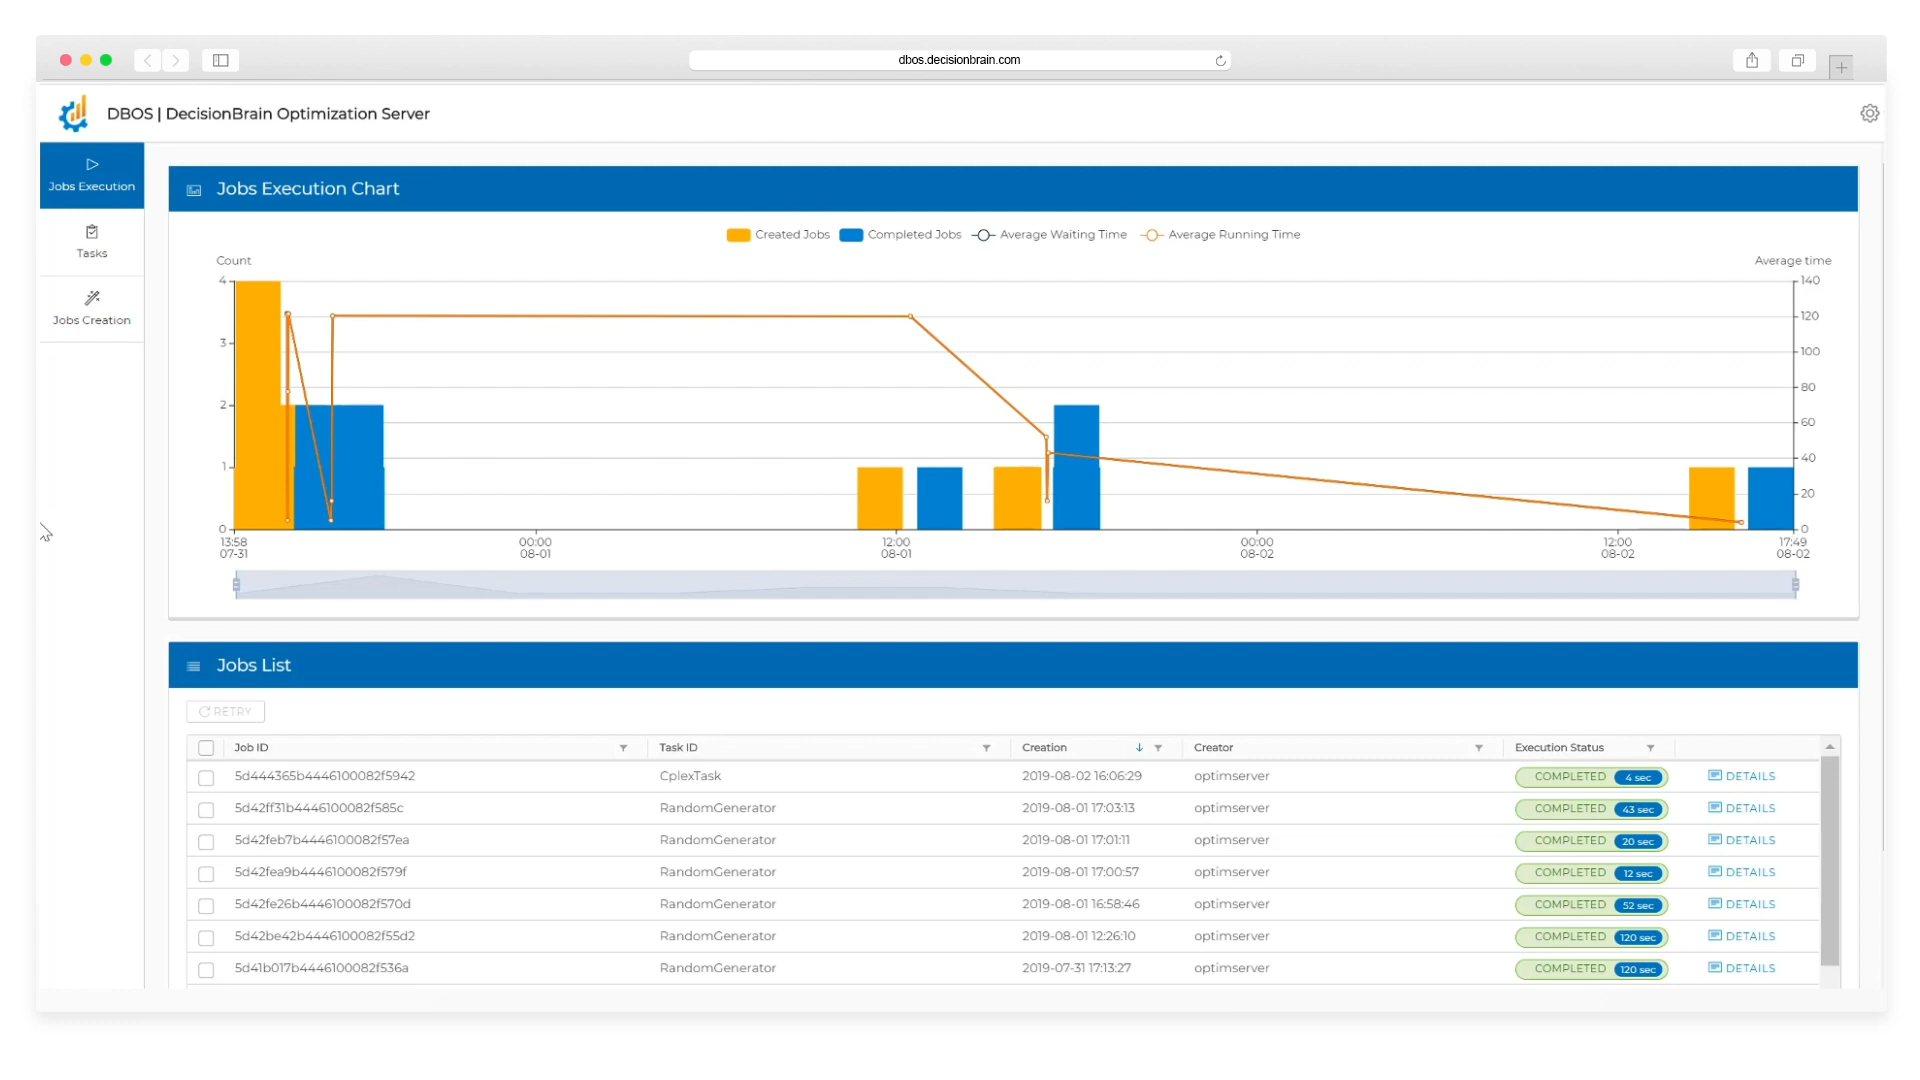 dbos.decisionbrain.com
DBOS | DecisionBrain Optimization Server
Jobs Execution
Tasks
Jobs Creation
Jobs Execution Chart
Created Jobs Completed Jobs Average Waiting Time Average Running Time
Count Average time
4 140
120
3
100
2 80
60
1 40
20
0 0
13:58 00:00 12:00 00:00 12:00 17:49
07-31 08-01 08-01 08-02 08-02 08-02
Jobs List
RETRY
Job ID Task ID Creation Creator Execution Status
5d444365b4446100082f5942 CplexTask 2019-08-02 16:06:29 optimserver COMPLETED 4 sec DETAILS
5d42ff31b4446100082f585c RandomGenerator 2019-08-01 17:03:13 optimserver COMPLETED 43 sec DETAILS
5d42feb7b4446100082f57ea RandomGenerator 2019-08-01 17:01:11 optimserver COMPLETED 20 sec DETAILS
5d42fea9b4446100082f579f RandomGenerator 2019-08-01 17:00:57 optimserver COMPLETED 12 sec DETAILS
5d42fe26b4446100082f570d RandomGenerator 2019-08-01 16:58:46 optimserver COMPLETED 52 sec DETAILS
5d42be42b4446100082f55d2 RandomGenerator 2019-08-01 12:26:10 optimserver COMPLETED 120 sec DETAILS
5d41b017b4446100082f536a RandomGenerator 2019-07-31 17:13:27 optimserver COMPLETED 120 sec DETAILS